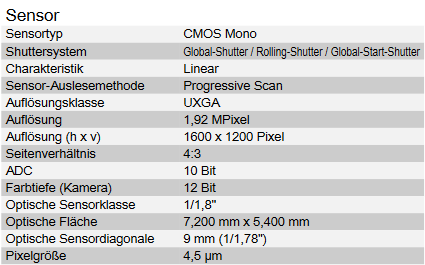 Sensor
Sensortyp CMOS Mono
Shuttersystem Global-Shutter / Rolling-Shutter / Global-Start-Shutter
Charakteristik Linear
Sensor-Auslesemethode Progressive Scan
Auflösungsklasse UXGA
Auflösung 1,92 MPixel
Auflösung (h x v) 1600 x 1200 Pixel
Seitenverhältnis 4:3
ADC 10 Bit
Farbtiefe (Kamera) 12 Bit
Optische Sensorklasse 1/1,8"
Optische Fläche 7,200 mm x 5,400 mm
Optische Sensordiagonale 9 mm (1/1,78")
Pixelgröße 4,5 µm